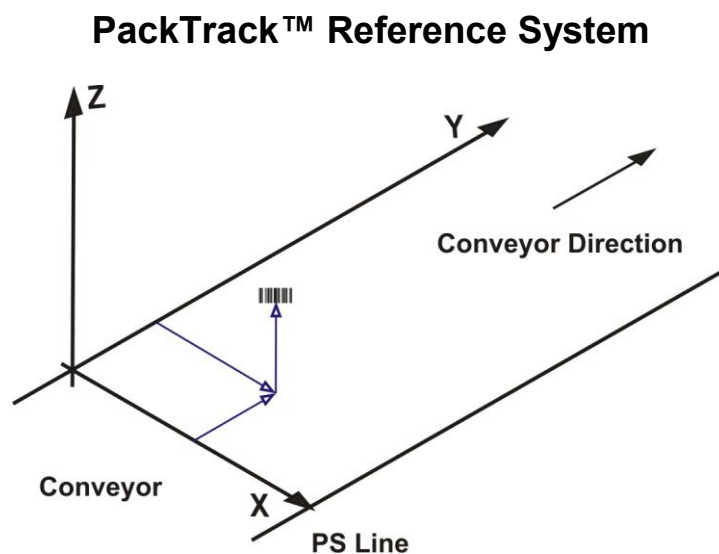 PackTrack™ Reference System
Z
Y
Conveyor Direction
Conveyor
X
PS Line